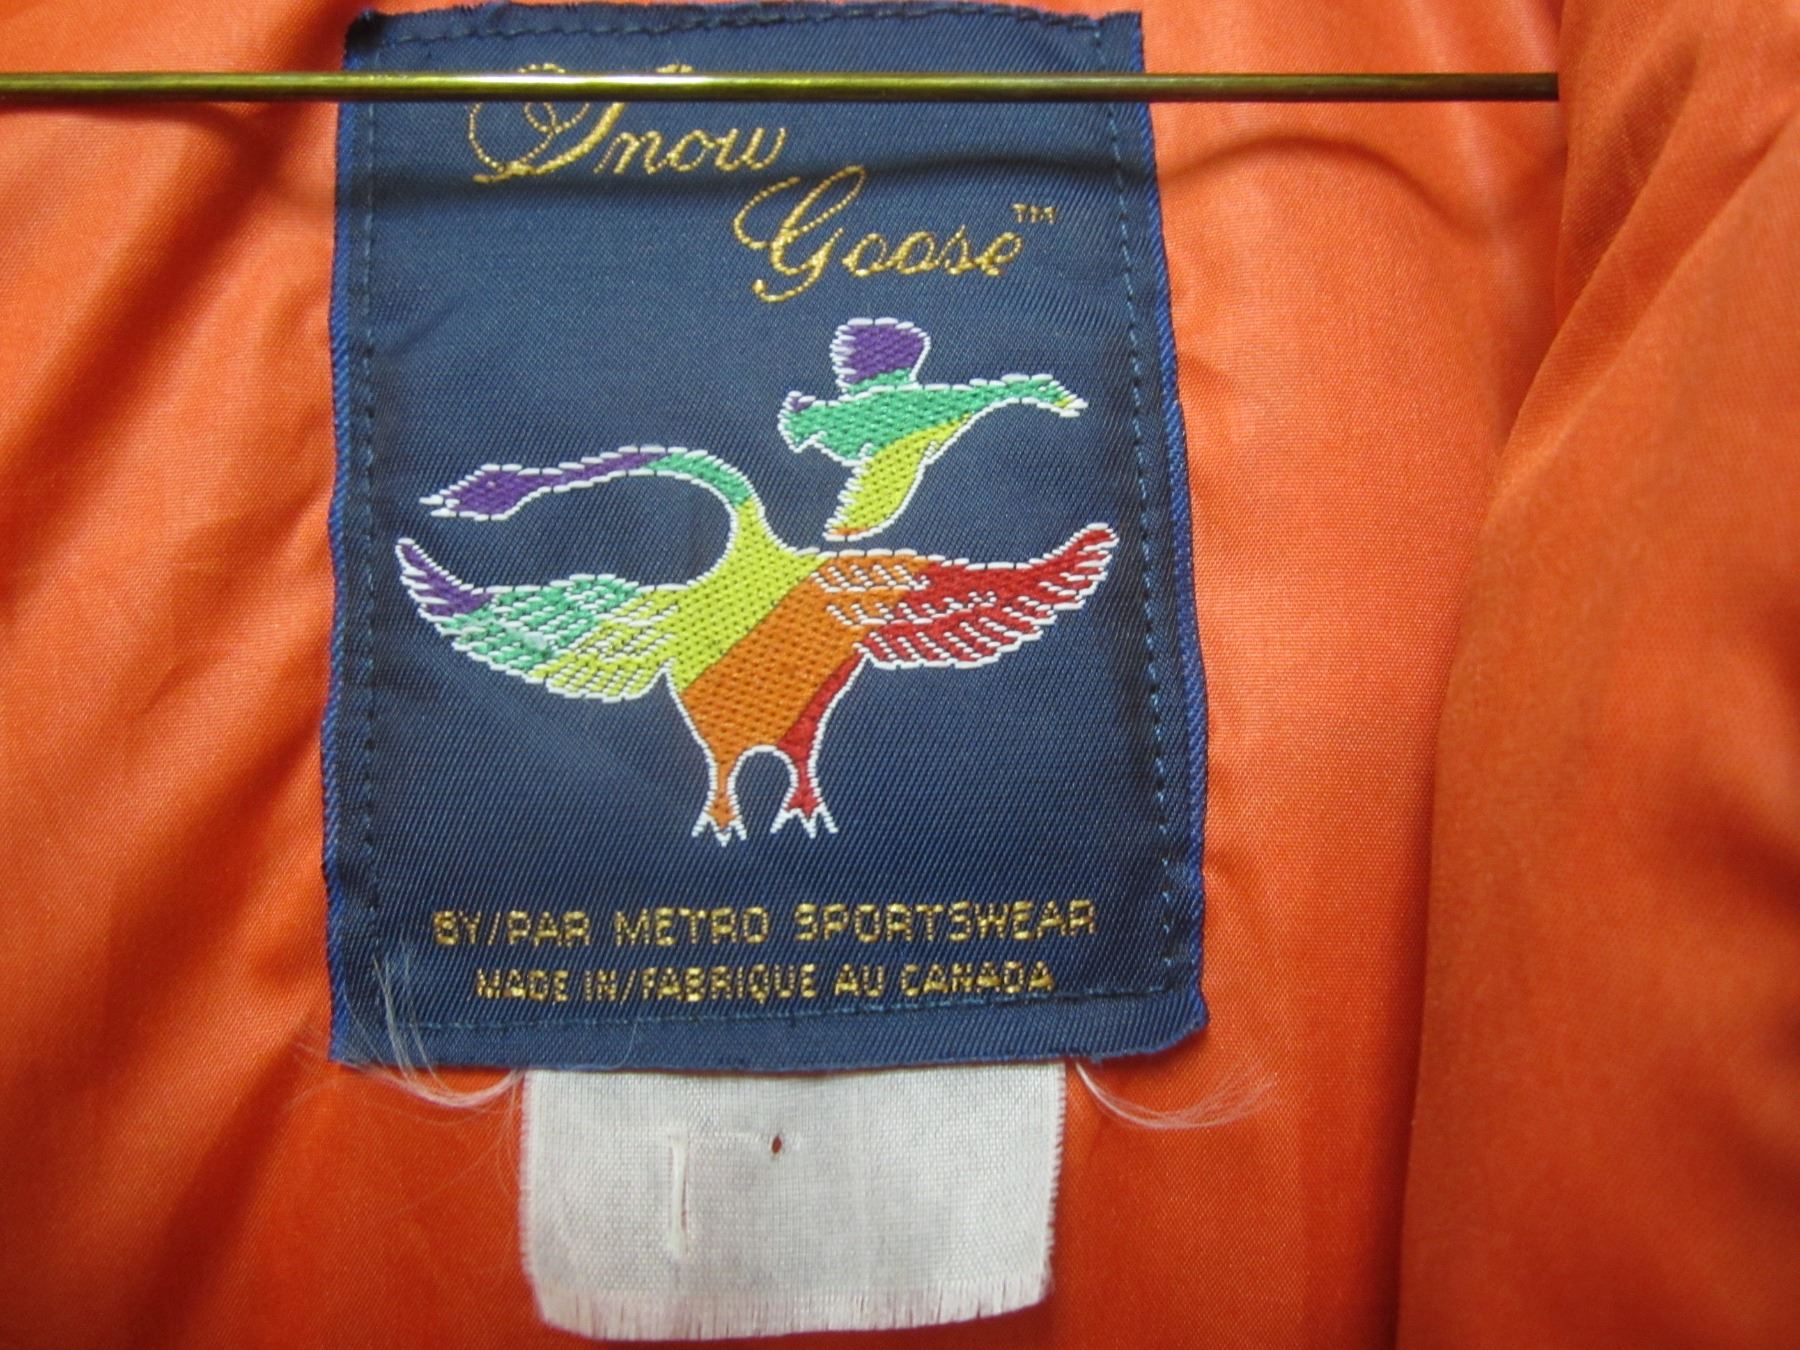 Snow
Goose™
BY/PAR METRO SPORTSWEAR
MADE IN/FABRIQUE AU CANADA